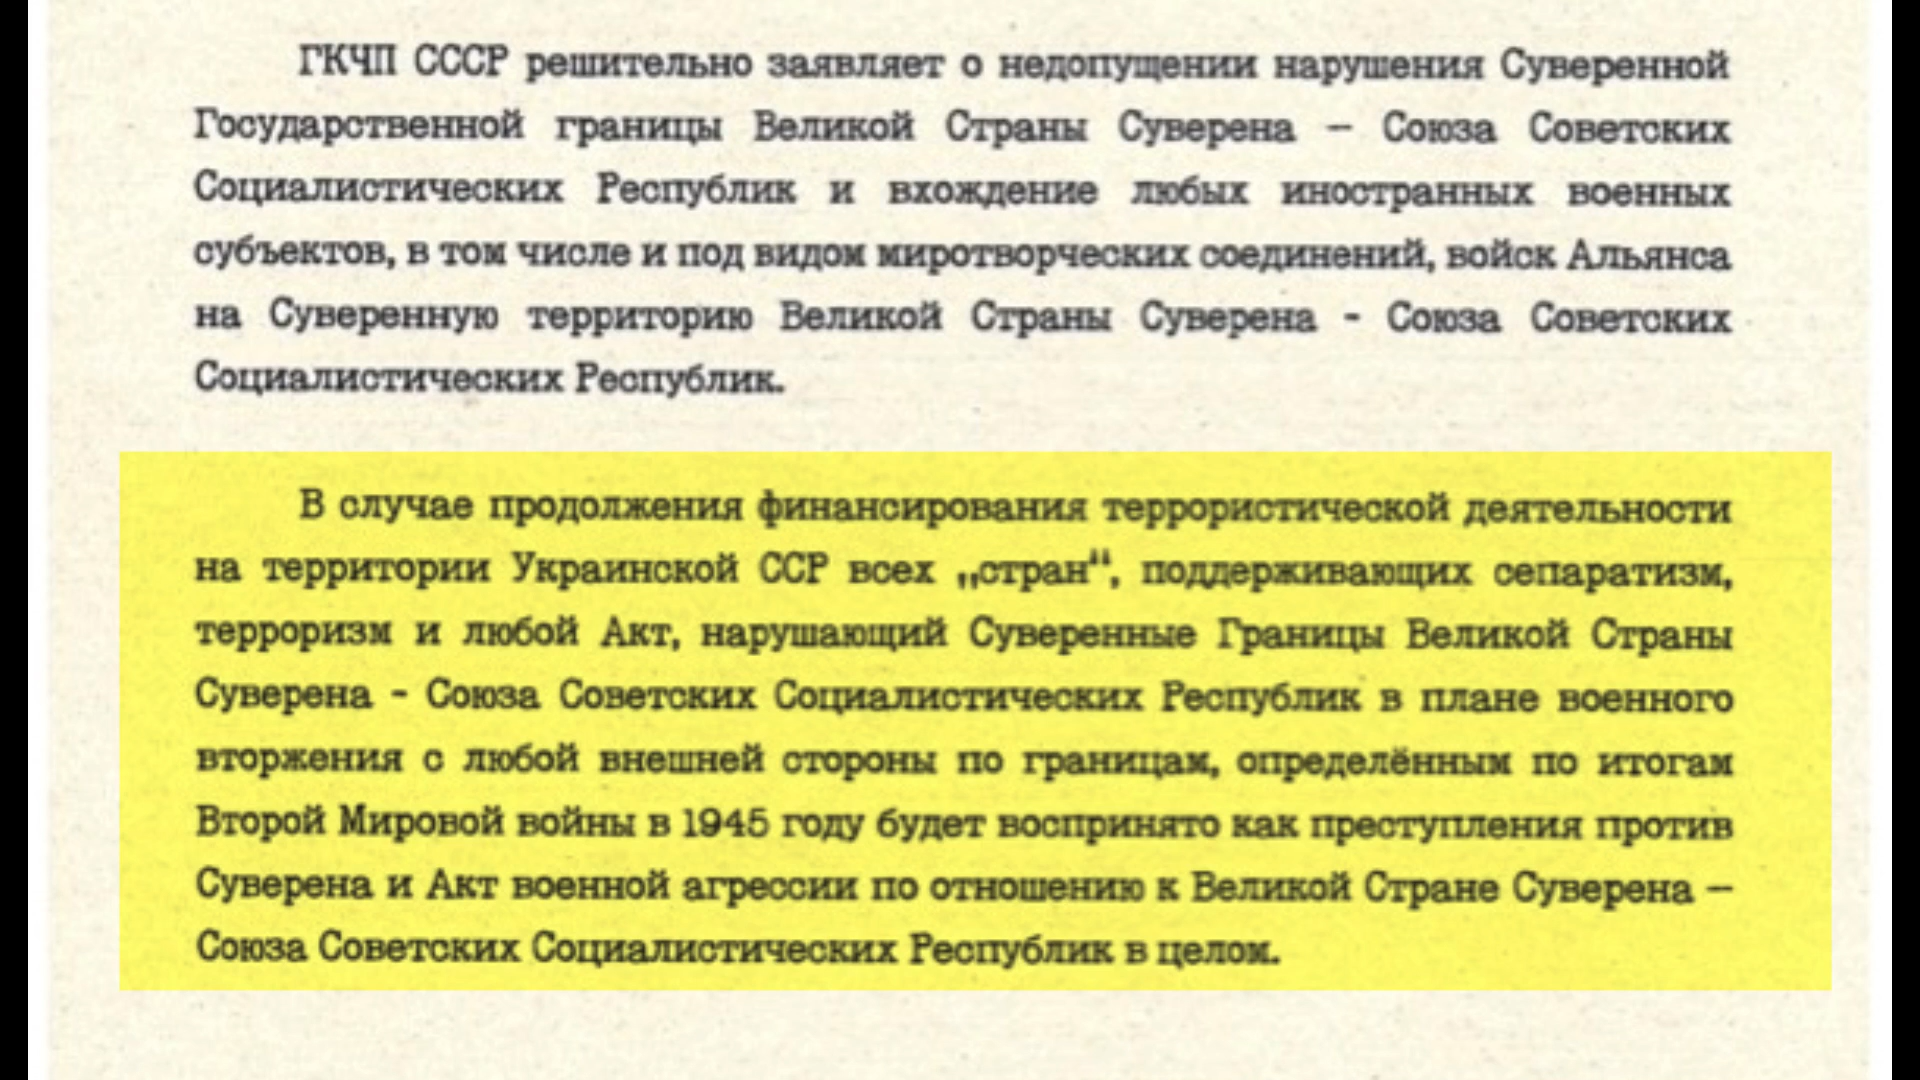 ГКЧП СССР решительно заявляет о недопущении нарушения Суверенной
Государственной границы Великой Страны Суверена – Союза Советских
Социалистических Республик и вхождение любых иностранных военных
субъектов, в том числе и под видом миротворческих соединений, войск Альянса
на Суверенную территорию Великой Страны Суверена - Союза Советских
Социалистических Республик.
В случае продолжения финансирования террористической деятельности
на территории Украинской ССР всех „стран“, поддерживающих сепаратизм,
терроризм и любой Акт, нарушающий Суверенные Границы Великой Страны
Суверена - Союза Советских Социалистических Республик в плане военного
вторжения с любой внешней стороны по границам, определённым по итогам
Второй Мировой войны в 1945 году будет воспринято как преступления против
Суверена и Акт военной агрессии по отношению к Великой Стране Суверена –
Союза Советских Социалистических Республик в целом.